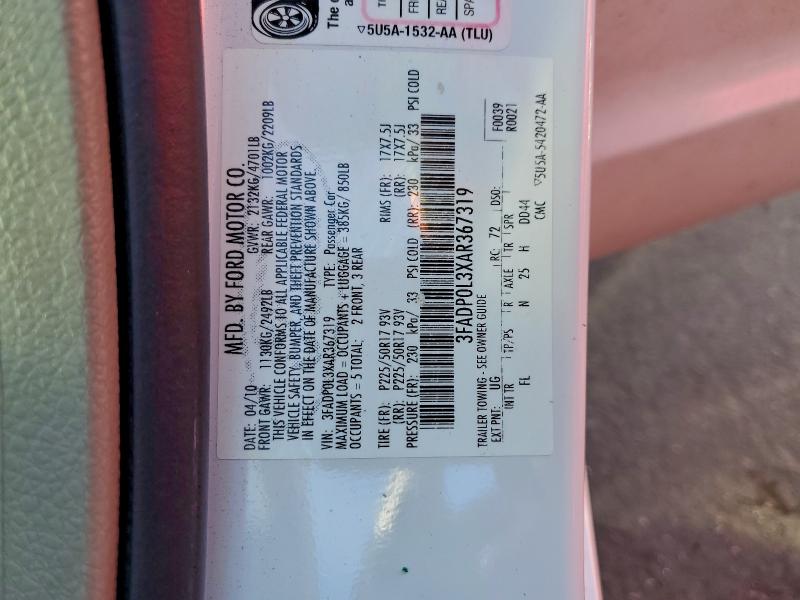 The
TI
FR
REA
SPA
▽5U5A-1532-AA (TLU)
MFD. BY FORD MOTOR CO.
DATE: 04/10 GVWR: 2132KG/4701LB
FRONT GAWR: 1130KG/2492LB REAR GAWR: 1002KG/2209LB
THIS VEHICLE CONFORMS TO ALL APPLICABLE FEDERAL MOTOR
VEHICLE SAFETY, BUMPER, AND THEFT PREVENTION STANDARDS
IN EFFECT ON THE DATE OF MANUFACTURE SHOWN ABOVE.
VIN: 3FADP0L3XAR367319 TYPE: Passenger Car
MAXIMUM LOAD = OCCUPANTS + LUGGAGE = 385KG/ 850LB
OCCUPANTS = 5 TOTAL: 2 FRONT, 3 REAR
TIRE (FR): P225/50R17 93V RIMS (FR): 17X7.5J
(RR): P225/50R17 93V (RR): 17X7.5J
PRESSURE (FR): 230 kPa/ 33 PSI COLD (RR): 230 kPa/ 33 PSI COLD
3FADP0L3XAR367319
TRAILER TOWING - SEE OWNER GUIDE
EXT PNT: UG RC: 72 DSO: F0039
R0021
INT TR TP/PS R AXLE TR SPR
FL N 25 H DD44
CMC ▽5U5A-5420472-AA